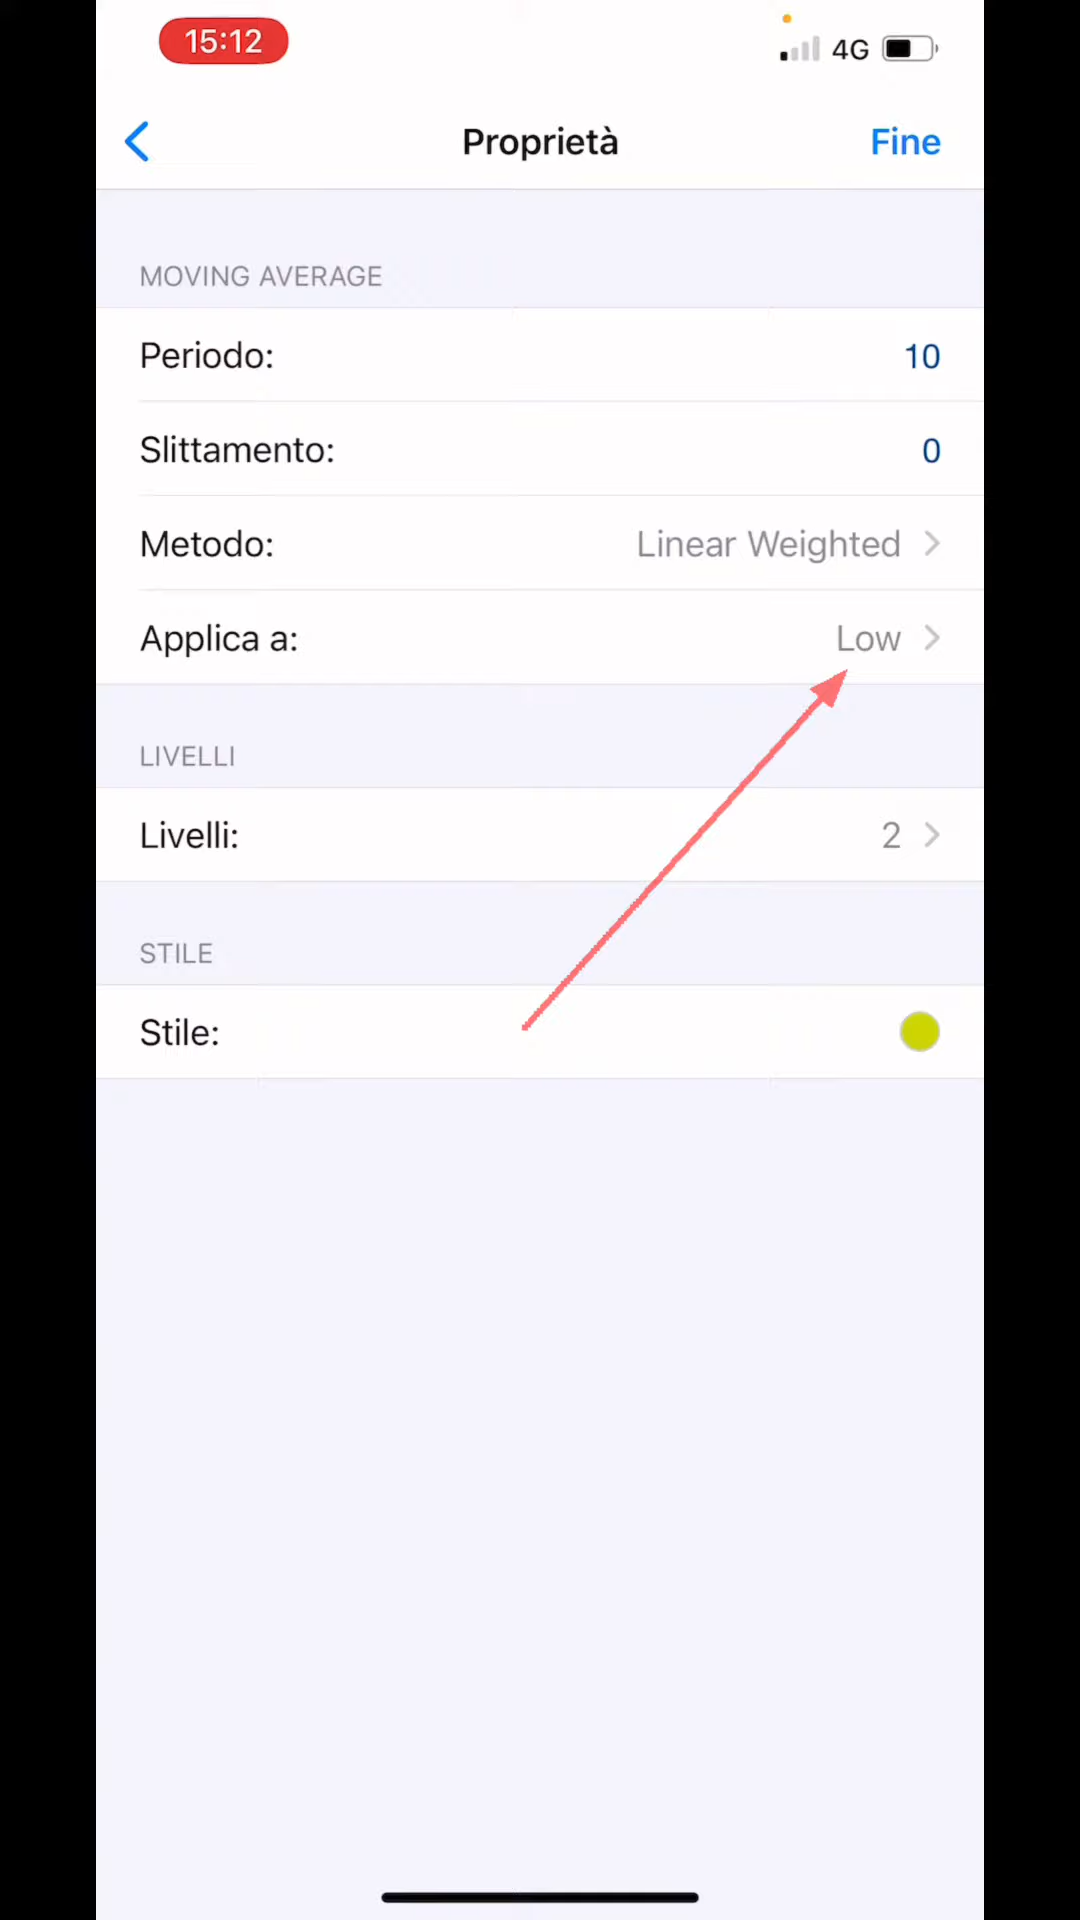 15:12
4G
Proprietà
Fine
MOVING AVERAGE
Periodo: 10
Slittamento: 0
Metodo: Linear Weighted
Applica a: Low
LIVELLI
Livelli: 2
STILE
Stile: